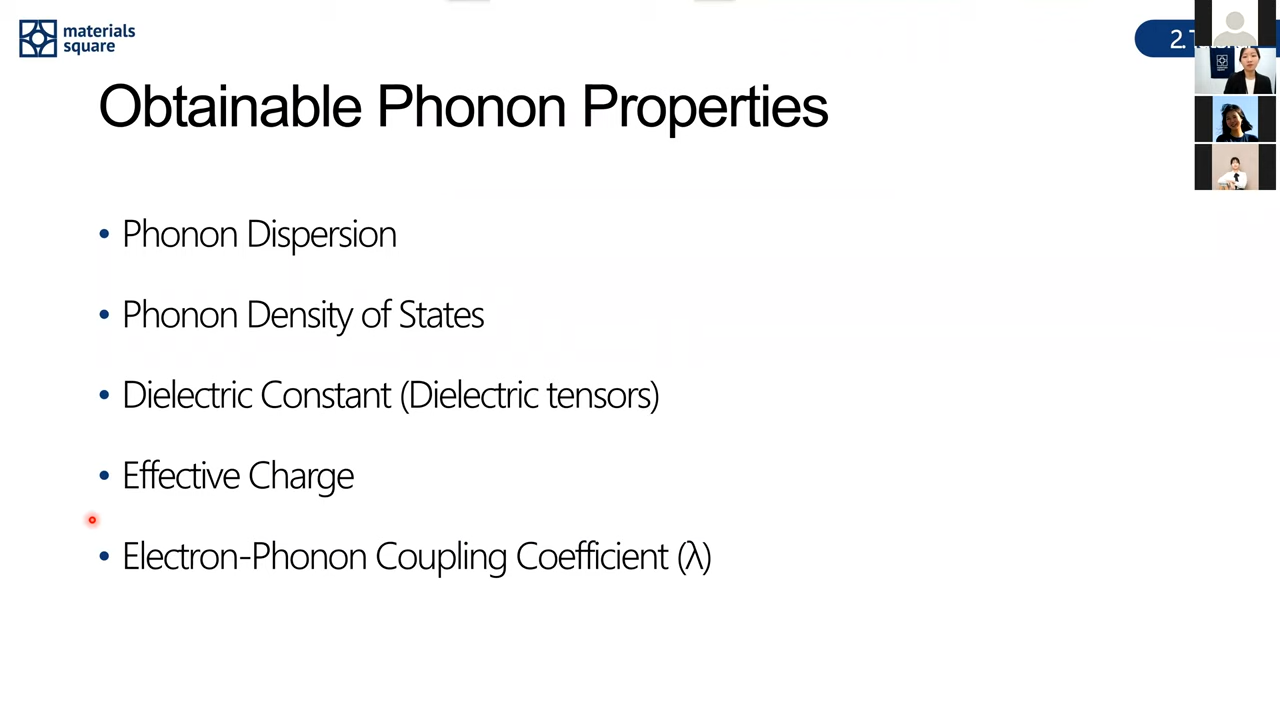 materials
square
2.
Obtainable Phonon Properties
• Phonon Dispersion
• Phonon Density of States
• Dielectric Constant (Dielectric tensors)
• Effective Charge
• Electron-Phonon Coupling Coefficient (λ)